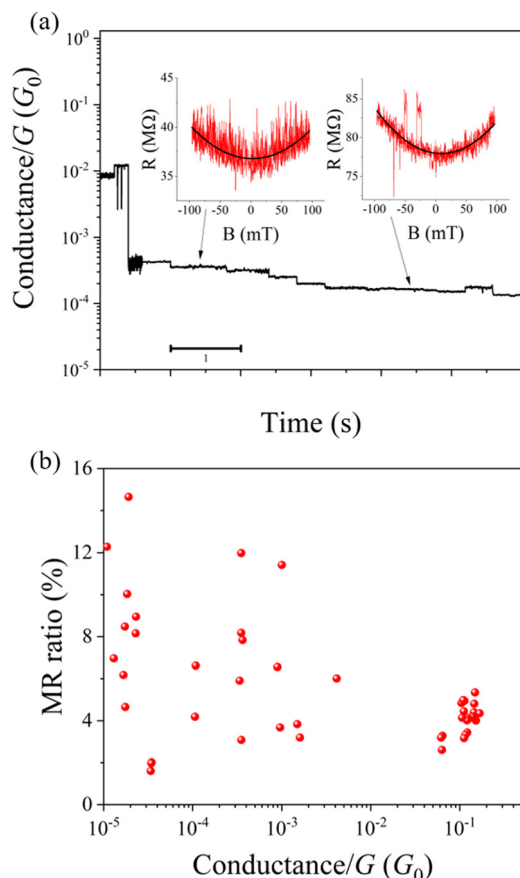 (a)
Conductance/G (G₀)
10⁰
10⁻¹
10⁻²
10⁻³
10⁻⁴
10⁻⁵
R (MΩ)
45
40
35
-100 -50 0 50 100
B (mT)
R (MΩ)
85
80
75
-100 -50 0 50 100
B (mT)
1
Time (s)
(b)
MR ratio (%)
16
12
8
4
0
10⁻⁵ 10⁻⁴ 10⁻³ 10⁻² 10⁻¹
Conductance/G (G₀)